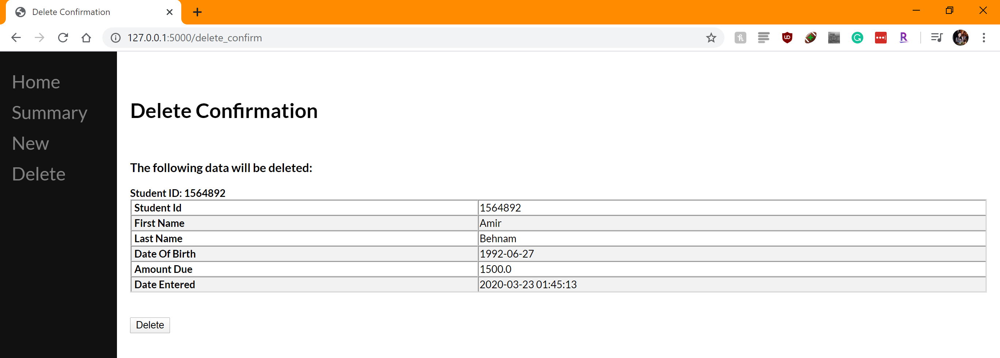 Delete Confirmation
127.0.0.1:5000/delete_confirm
Home
Summary
New
Delete
Delete Confirmation
The following data will be deleted:
Student ID: 1564892
Student Id 1564892
First Name Amir
Last Name Behnam
Date Of Birth 1992-06-27
Amount Due 1500.0
Date Entered 2020-03-23 01:45:13
Delete